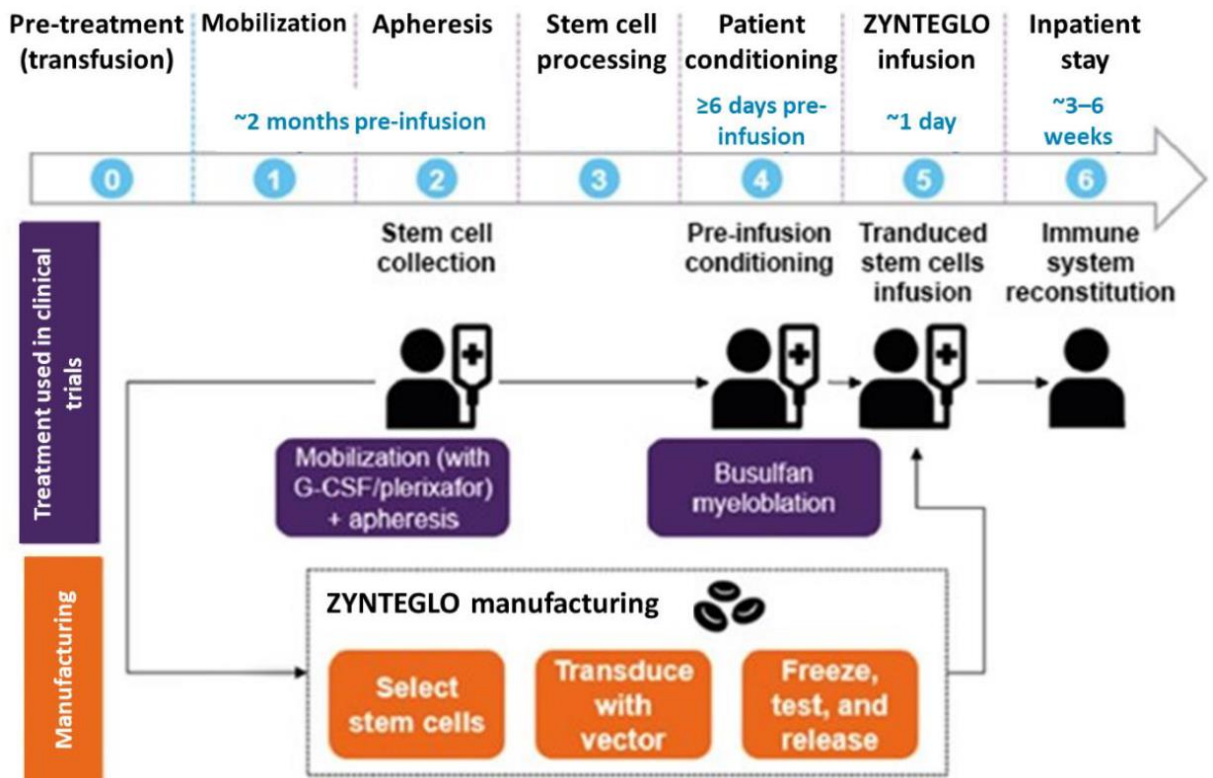 Pre-treatment
(transfusion)
Mobilization
Apheresis
Stem cell
processing
Patient
conditioning
ZYNTEGLO
infusion
Inpatient
stay
~2 months pre-infusion
≥6 days pre-
infusion
~1 day
~3–6
weeks
0
1
2
3
4
5
6
Treatment used in clinical
trials
Stem cell
collection
Pre-infusion
conditioning
Tranduced
stem cells
infusion
Immune
system
reconstitution
Mobilization (with
G-CSF/plerixafor)
+ apheresis
Busulfan
myeloblation
Manufacturing
ZYNTEGLO manufacturing
Select
stem cells
Transduce
with
vector
Freeze,
test, and
release